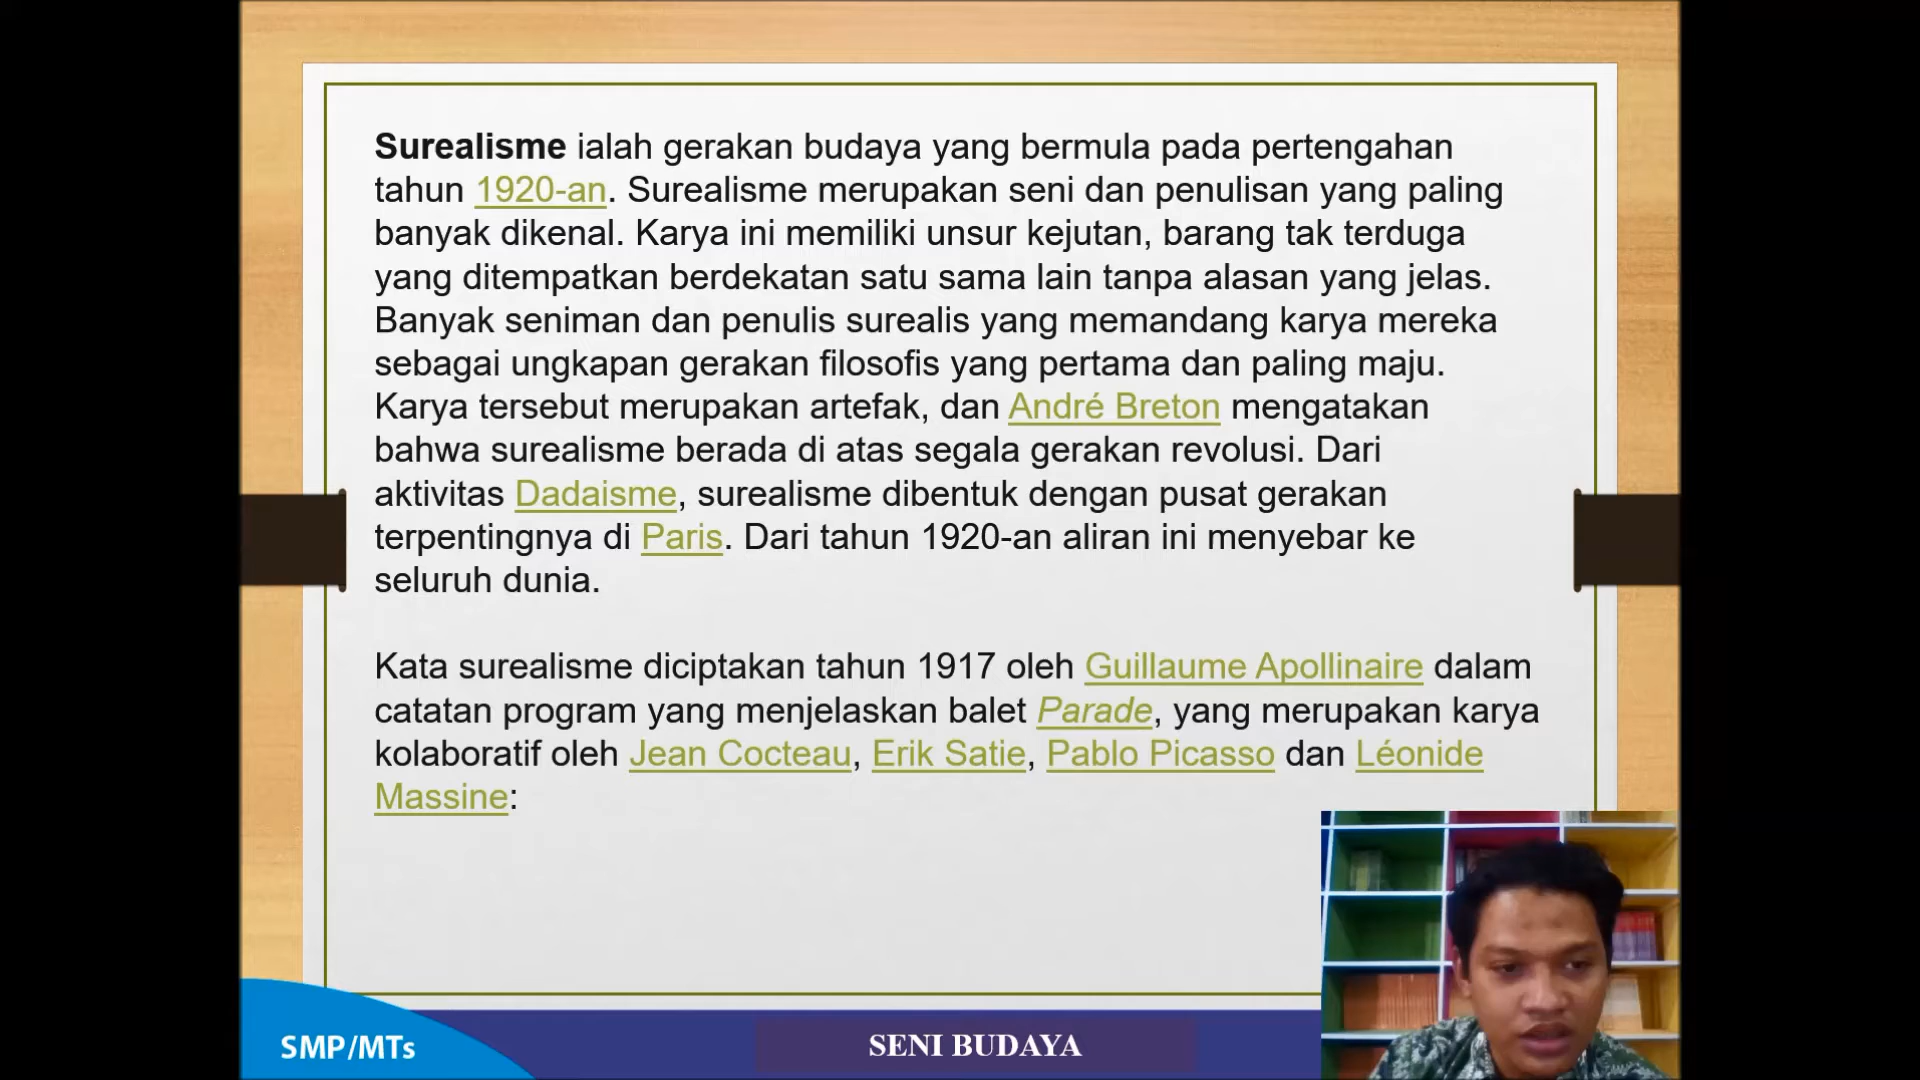 Surealisme ialah gerakan budaya yang bermula pada pertengahan
tahun 1920-an. Surealisme merupakan seni dan penulisan yang paling
banyak dikenal. Karya ini memiliki unsur kejutan, barang tak terduga
yang ditempatkan berdekatan satu sama lain tanpa alasan yang jelas.
Banyak seniman dan penulis surealis yang memandang karya mereka
sebagai ungkapan gerakan filosofis yang pertama dan paling maju.
Karya tersebut merupakan artefak, dan André Breton mengatakan
bahwa surealisme berada di atas segala gerakan revolusi. Dari
aktivitas Dadaisme, surealisme dibentuk dengan pusat gerakan
terpentingnya di Paris. Dari tahun 1920-an aliran ini menyebar ke
seluruh dunia.
Kata surealisme diciptakan tahun 1917 oleh Guillaume Apollinaire dalam
catatan program yang menjelaskan balet Parade, yang merupakan karya
kolaboratif oleh Jean Cocteau, Erik Satie, Pablo Picasso dan Léonide
Massine:
SMP/MTs
SENI BUDAYA